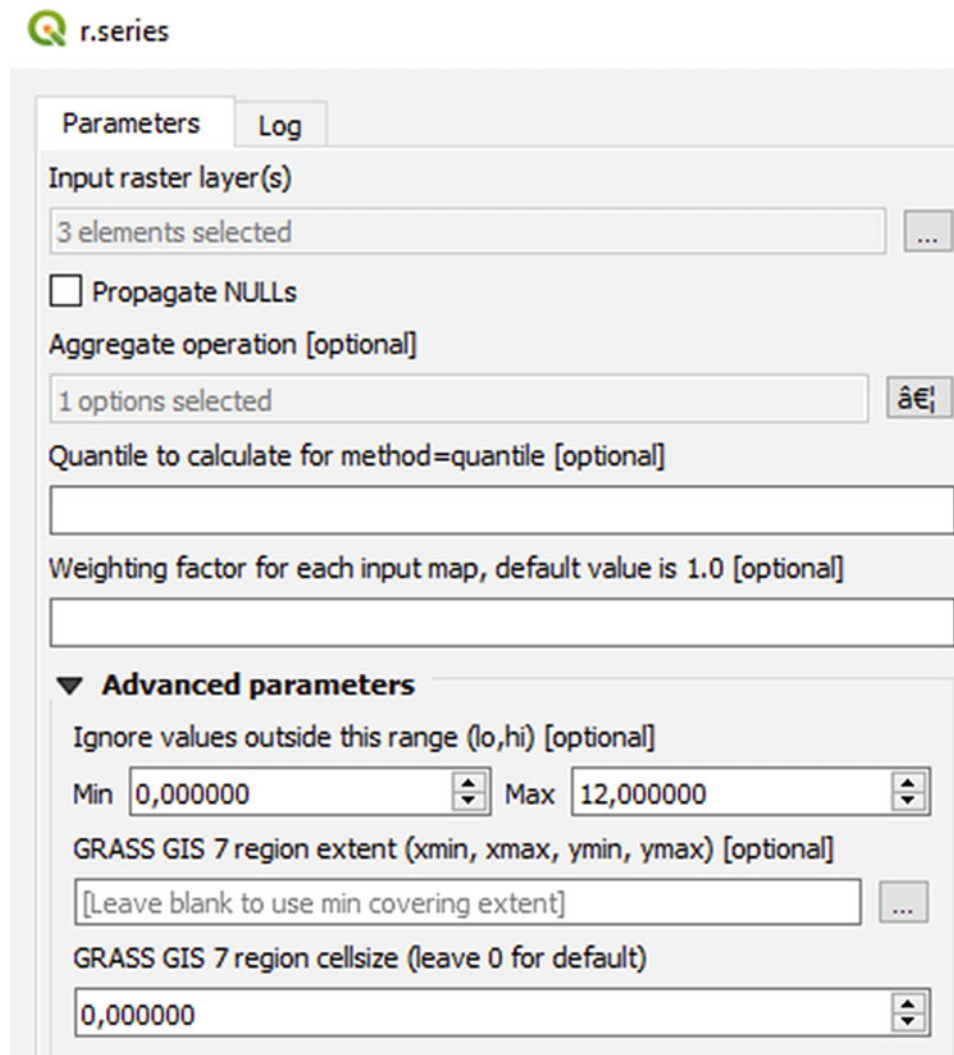 r.series
Parameters Log
Input raster layer(s)
3 elements selected ...
Propagate NULLs
Aggregate operation [optional]
1 options selected â€¦
Quantile to calculate for method=quantile [optional]
Weighting factor for each input map, default value is 1.0 [optional]
Advanced parameters
Ignore values outside this range (lo,hi) [optional]
Min 0,000000 Max 12,000000
GRASS GIS 7 region extent (xmin, xmax, ymin, ymax) [optional]
[Leave blank to use min covering extent] ...
GRASS GIS 7 region cellsize (leave 0 for default)
0,000000